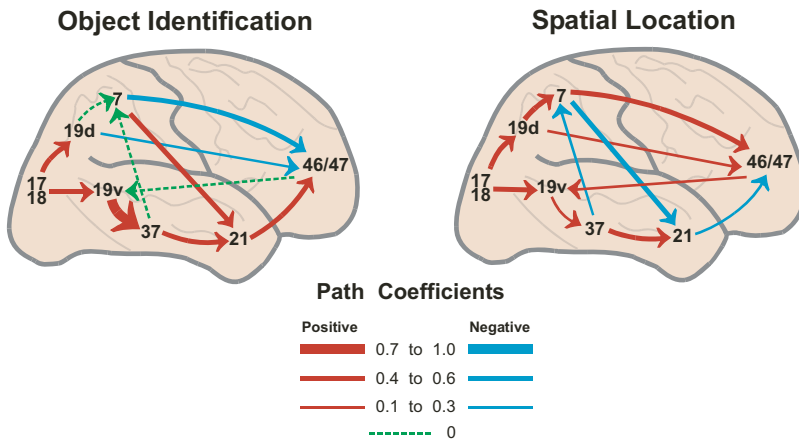 Object Identification
7
19d
46/47
17
18
19v
37
21
Spatial Location
7
19d
46/47
17
18
19v
37
21
Path Coefficients
Positive Negative
0.7 to 1.0
0.4 to 0.6
0.1 to 0.3
0